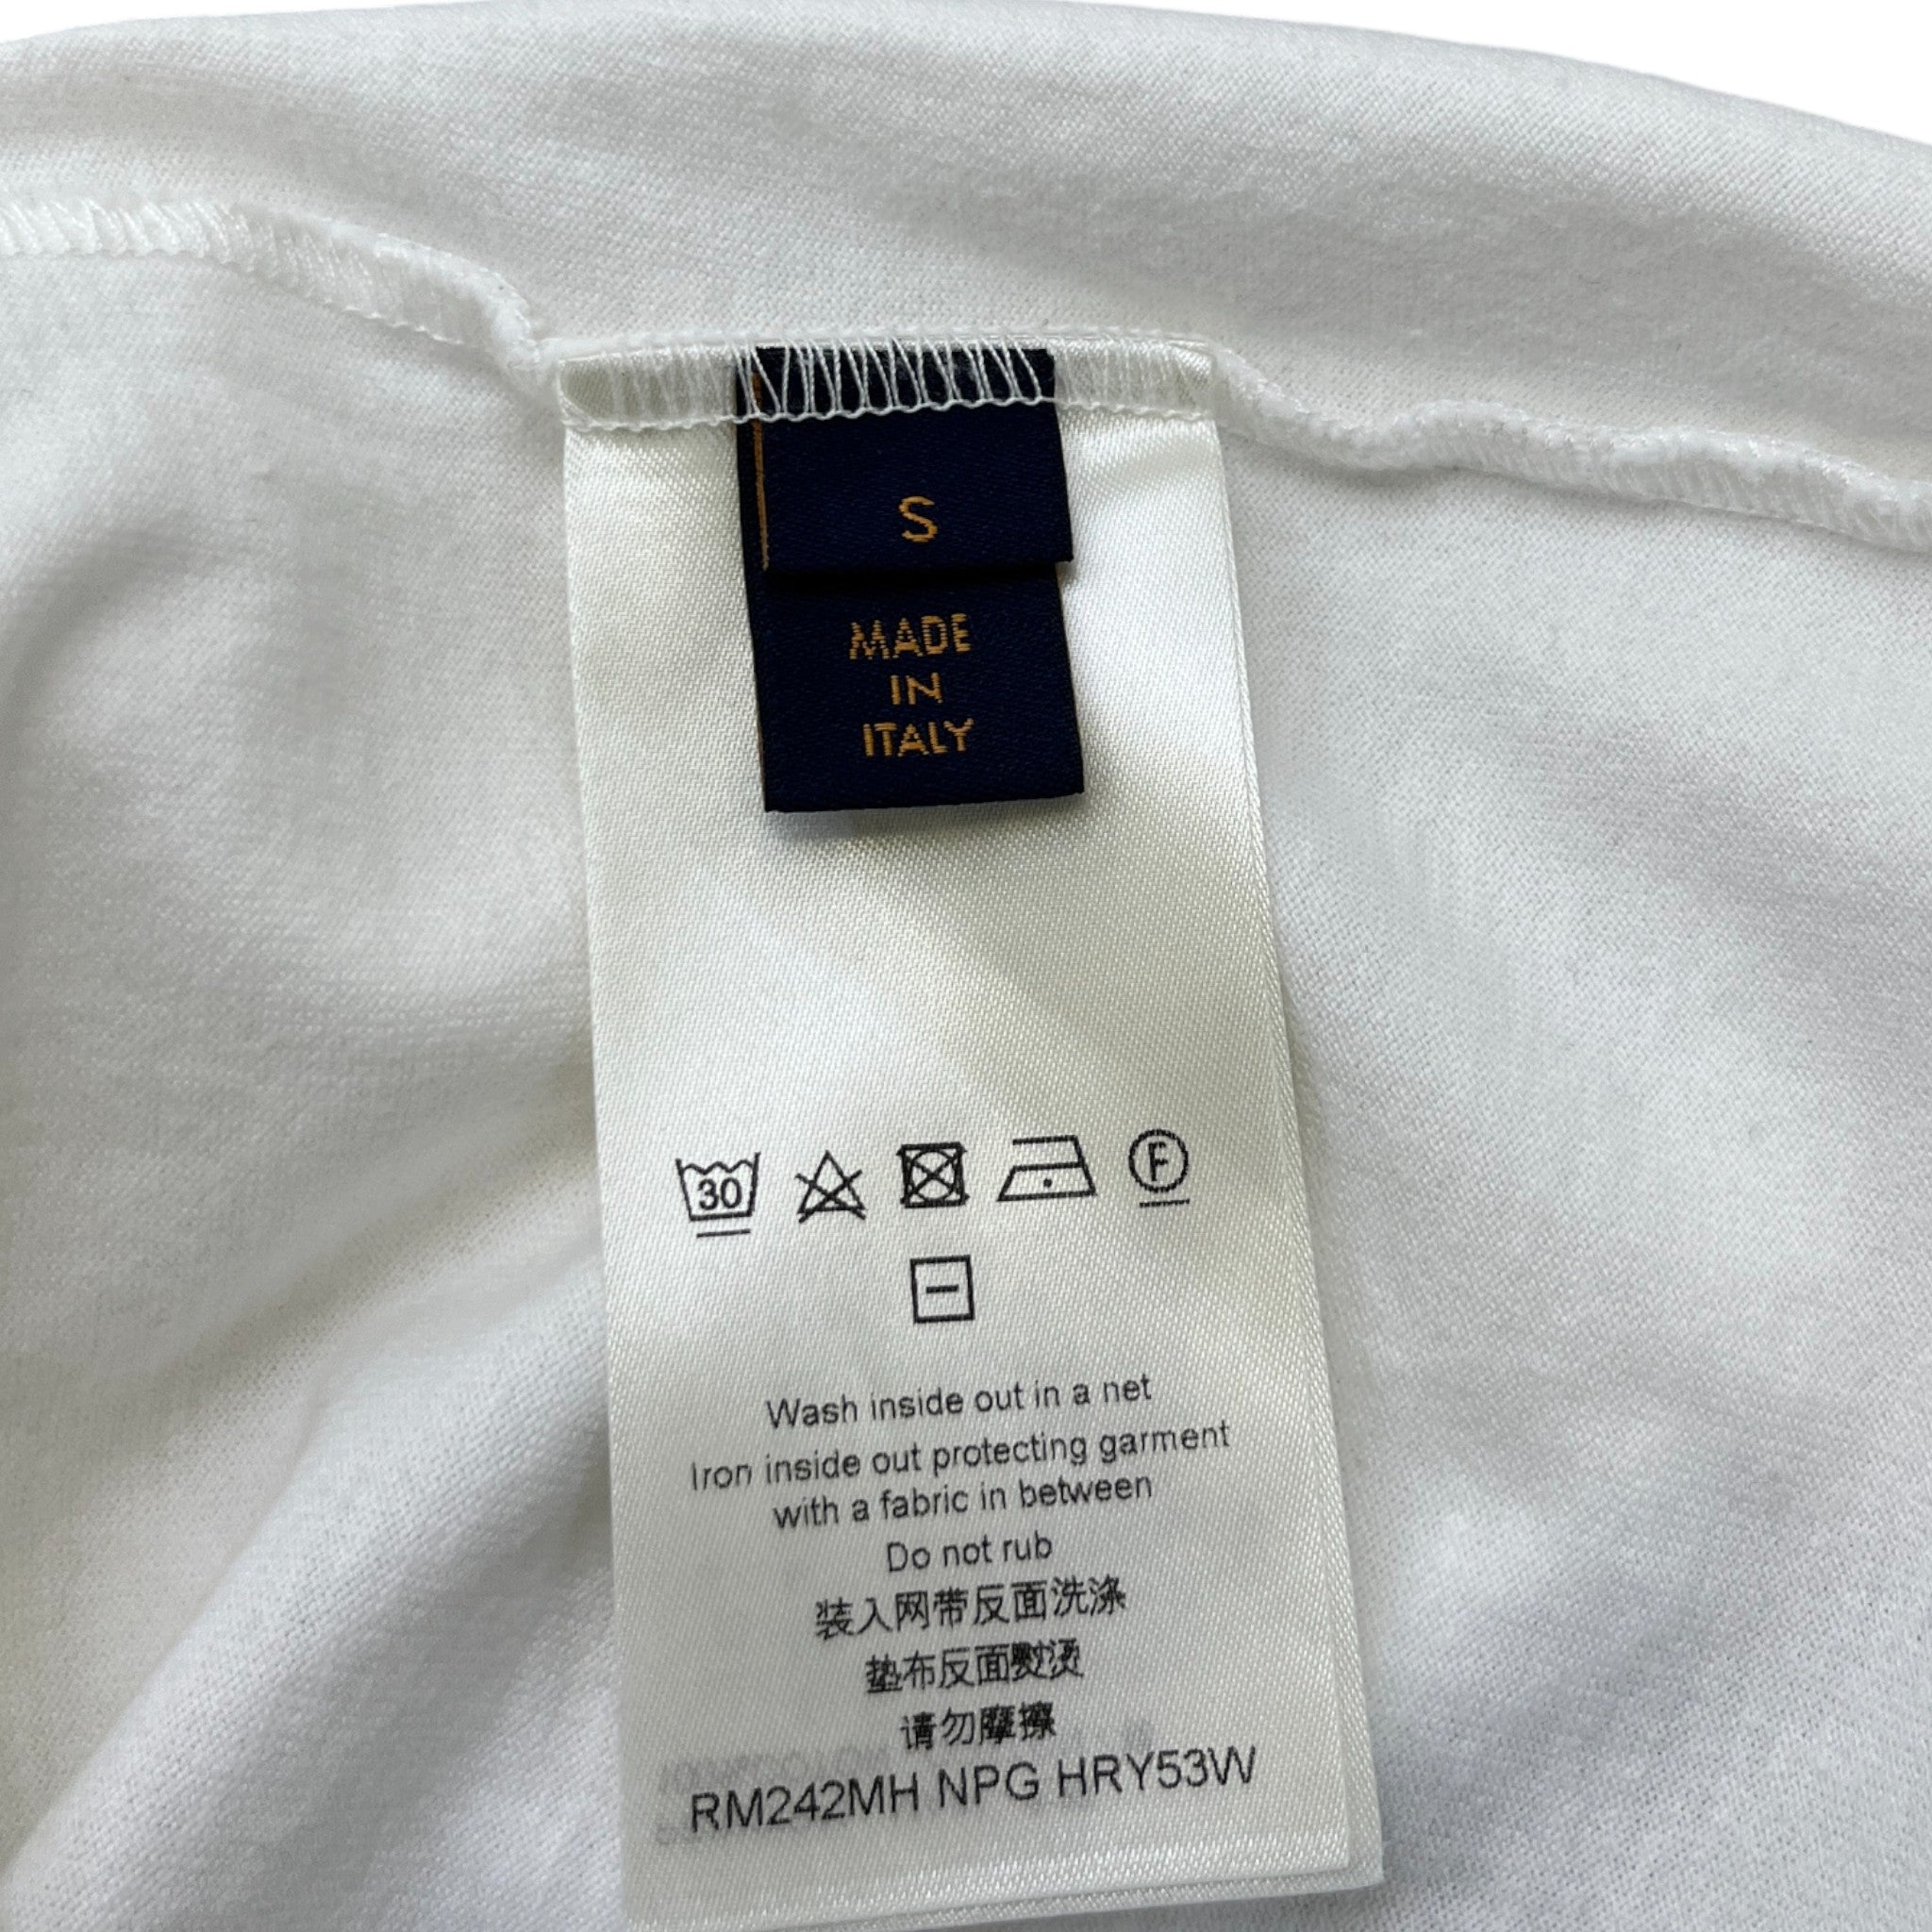 S
MADE
IN
ITALY
30
F
Wash inside out in a net
Iron inside out protecting garment
with a fabric in between
Do not rub
装入网带反面洗涤
垫布反面熨烫
请勿摩擦
RM242MH NPG HRY53W